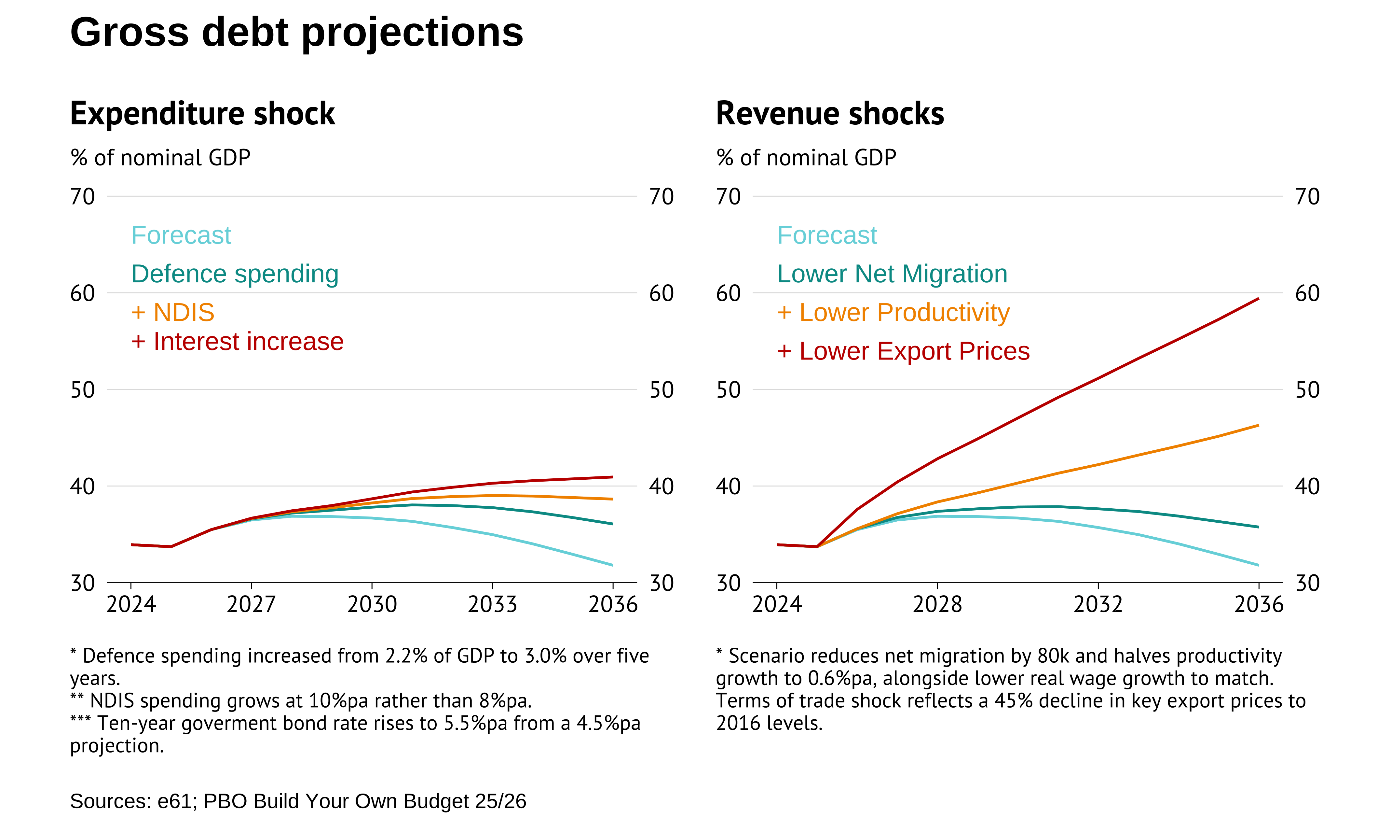 Gross debt projections
Expenditure shock
% of nominal GDP
70
70
Forecast
Defence spending
60
60
+ NDIS
+ Interest increase
50
50
40
40
30
30
2024
2027
2030
2033
2036
* Defence spending increased from 2.2% of GDP to 3.0% over five
years.
** NDIS spending grows at 10%pa rather than 8%pa.
*** Ten-year goverment bond rate rises to 5.5%pa from a 4.5%pa
projection.
Revenue shocks
% of nominal GDP
70
70
Forecast
Lower Net Migration
60
60
+ Lower Productivity
+ Lower Export Prices
50
50
40
40
30
30
2024
2028
2032
2036
* Scenario reduces net migration by 80k and halves productivity
growth to 0.6%pa, alongside lower real wage growth to match.
Terms of trade shock reflects a 45% decline in key export prices to
2016 levels.
Sources: e61; PBO Build Your Own Budget 25/26